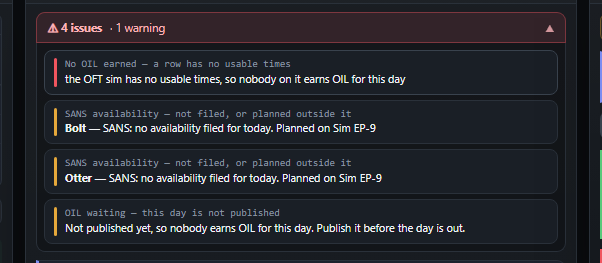 ⚠ 4 issues · 1 warning ▲
No OIL earned — a row has no usable times
the OFT sim has no usable times, so nobody on it earns OIL for this day
SANS availability — not filed, or planned outside it
Bolt — SANS: no availability filed for today. Planned on Sim EP-9
SANS availability — not filed, or planned outside it
Otter — SANS: no availability filed for today. Planned on Sim EP-9
OIL waiting — this day is not published
Not published yet, so nobody earns OIL for this day. Publish it before the day is out.